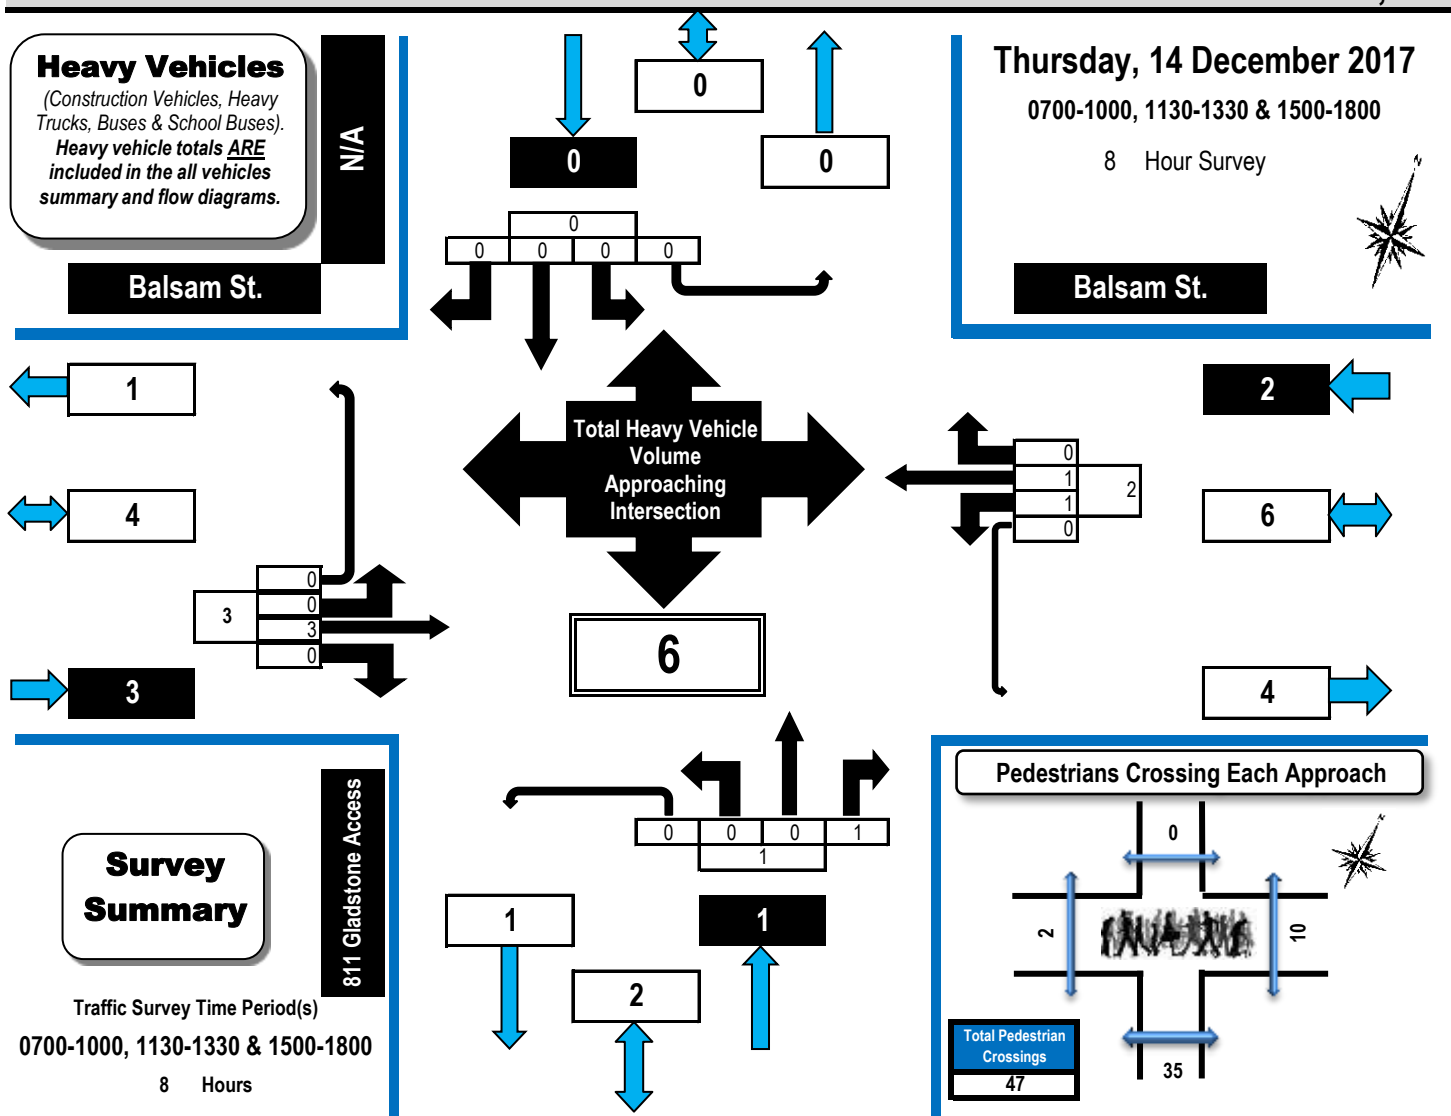 Heavy Vehicles
(Construction Vehicles, Heavy
Trucks, Buses & School Buses).
Heavy vehicle totals ARE
included in the all vehicles
summary and flow diagrams.
N/A
Balsam St.
0
0
0
0
0
0
0
0
Thursday, 14 December 2017
0700-1000, 1130-1330 & 1500-1800
8 Hour Survey
N
Balsam St.
1
4
0
0
3
0
3
3
Total Heavy Vehicle
Volume
Approaching
Intersection
6
0
1
1
0
2
2
6
4
Survey
Summary
811 Gladstone Access
Traffic Survey Time Period(s)
0700-1000, 1130-1330 & 1500-1800
8 Hours
0
0
0
1
1
1
1
2
Pedestrians Crossing Each Approach
N
0
2
10
35
Total Pedestrian
Crossings
47